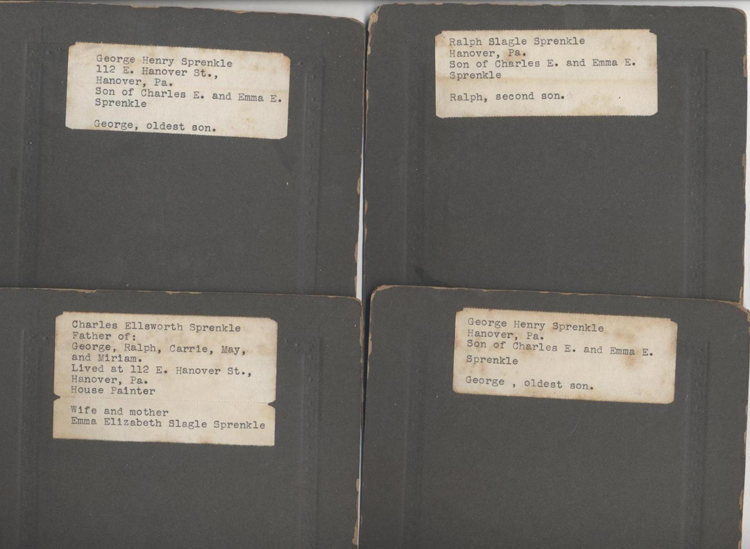 George Henry Sprenkle
112 E. Hanover St.,
Hanover, Pa.
Son of Charles E. and Emma E.
Sprenkle
George, oldest son.
Ralph Slagle Sprenkle
Hanover, Pa.
Son of Charles E. and Emma E.
Sprenkle
Ralph, second son.
Charles Ellsworth Sprenkle
Father of:
George, Ralph, Carrie, May,
and Miriam.
Lived at 112 E. Hanover St.,
Hanover, Pa.
House Painter
Wife and mother
Emma Elizabeth Slagle Sprenkle
George Henry Sprenkle
Hanover, Pa.
Son of Charles E. and Emma E.
Sprenkle
George , oldest son.